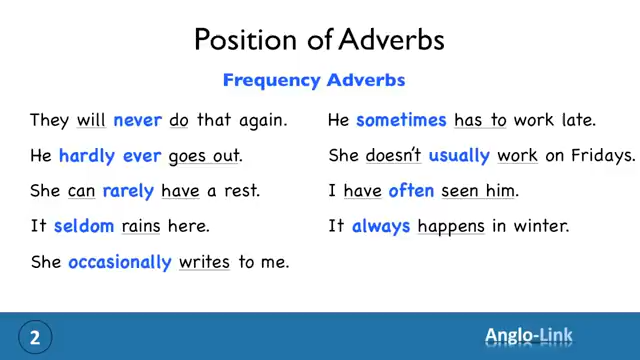 Position of Adverbs
Frequency Adverbs
They will never do that again.
He hardly ever goes out.
She can rarely have a rest.
It seldom rains here.
She occasionally writes to me.
He sometimes has to work late.
She doesn't usually work on Fridays.
I have often seen him.
It always happens in winter.
2
Anglo-Link